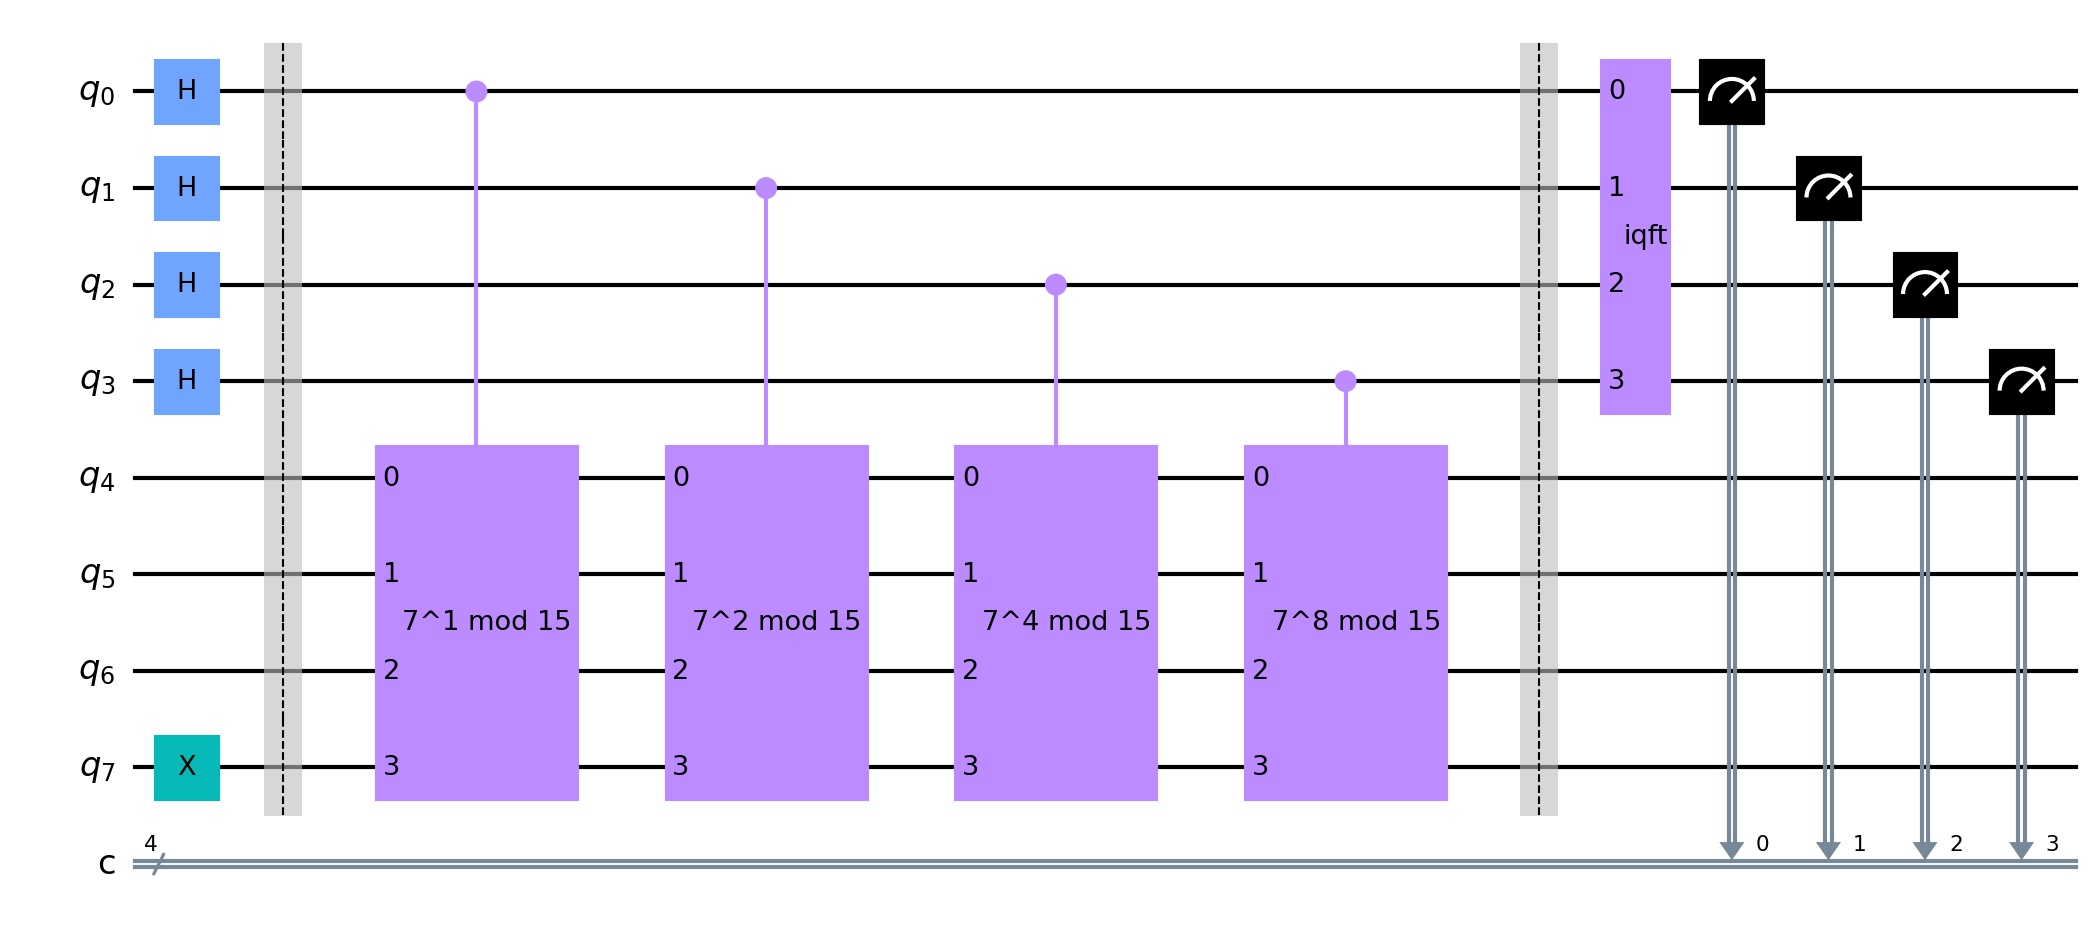 q0 H 0
q1 H 1
iqft
q2 H 2
q3 H 3
q4 0 0 0 0
q5 1 1 1 1
7^1 mod 15 7^2 mod 15 7^4 mod 15 7^8 mod 15
q6 2 2 2 2
q7 X 3 3 3 3
4 0 1 2 3
c